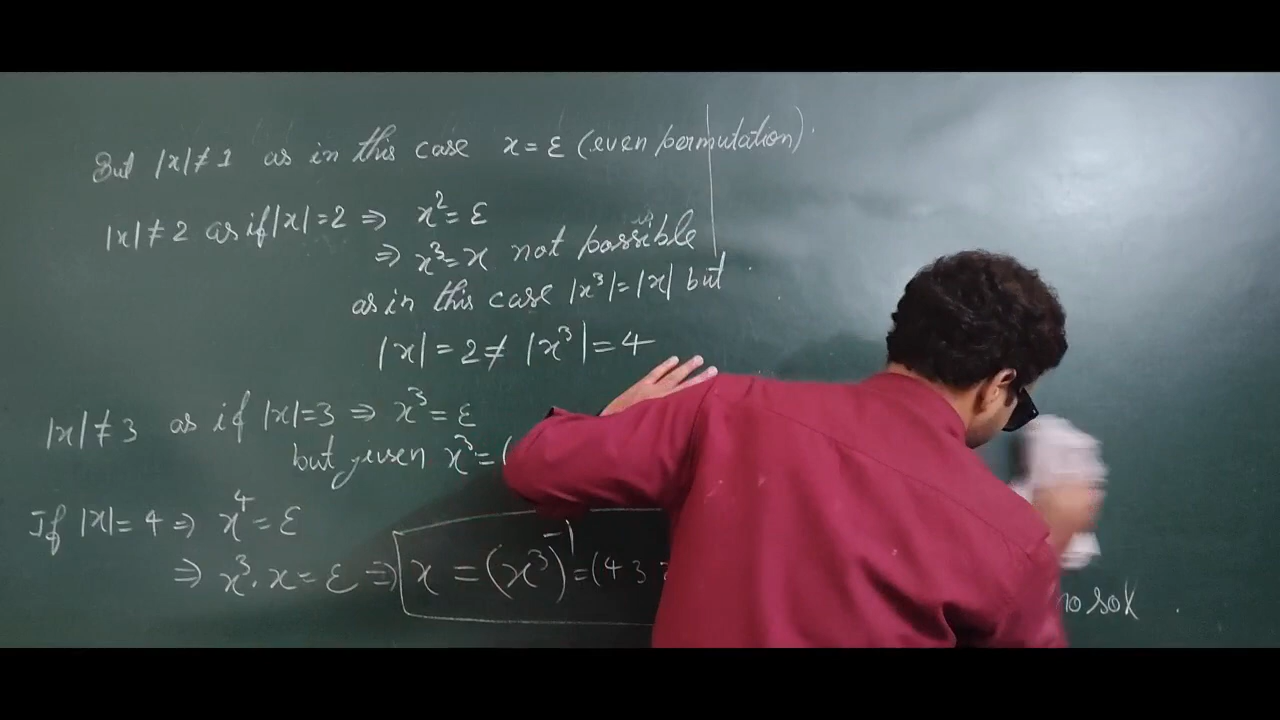 But |x| ≠ 1 as in this case x = ε (even permutation).
|x| ≠ 2 as if |x| = 2 ⇒ x² = ε
⇒ x³ = x not possible
as in this case |x³| = |x| but
|x| = 2 ≠ |x³| = 4
|x| ≠ 3 as if |x| = 3 ⇒ x³ = ε
but given x³ = (
If |x| = 4 ⇒ x⁴ = ε
⇒ x³. x = ε ⇒ x = (x³)⁻¹ = (4 3
no sol